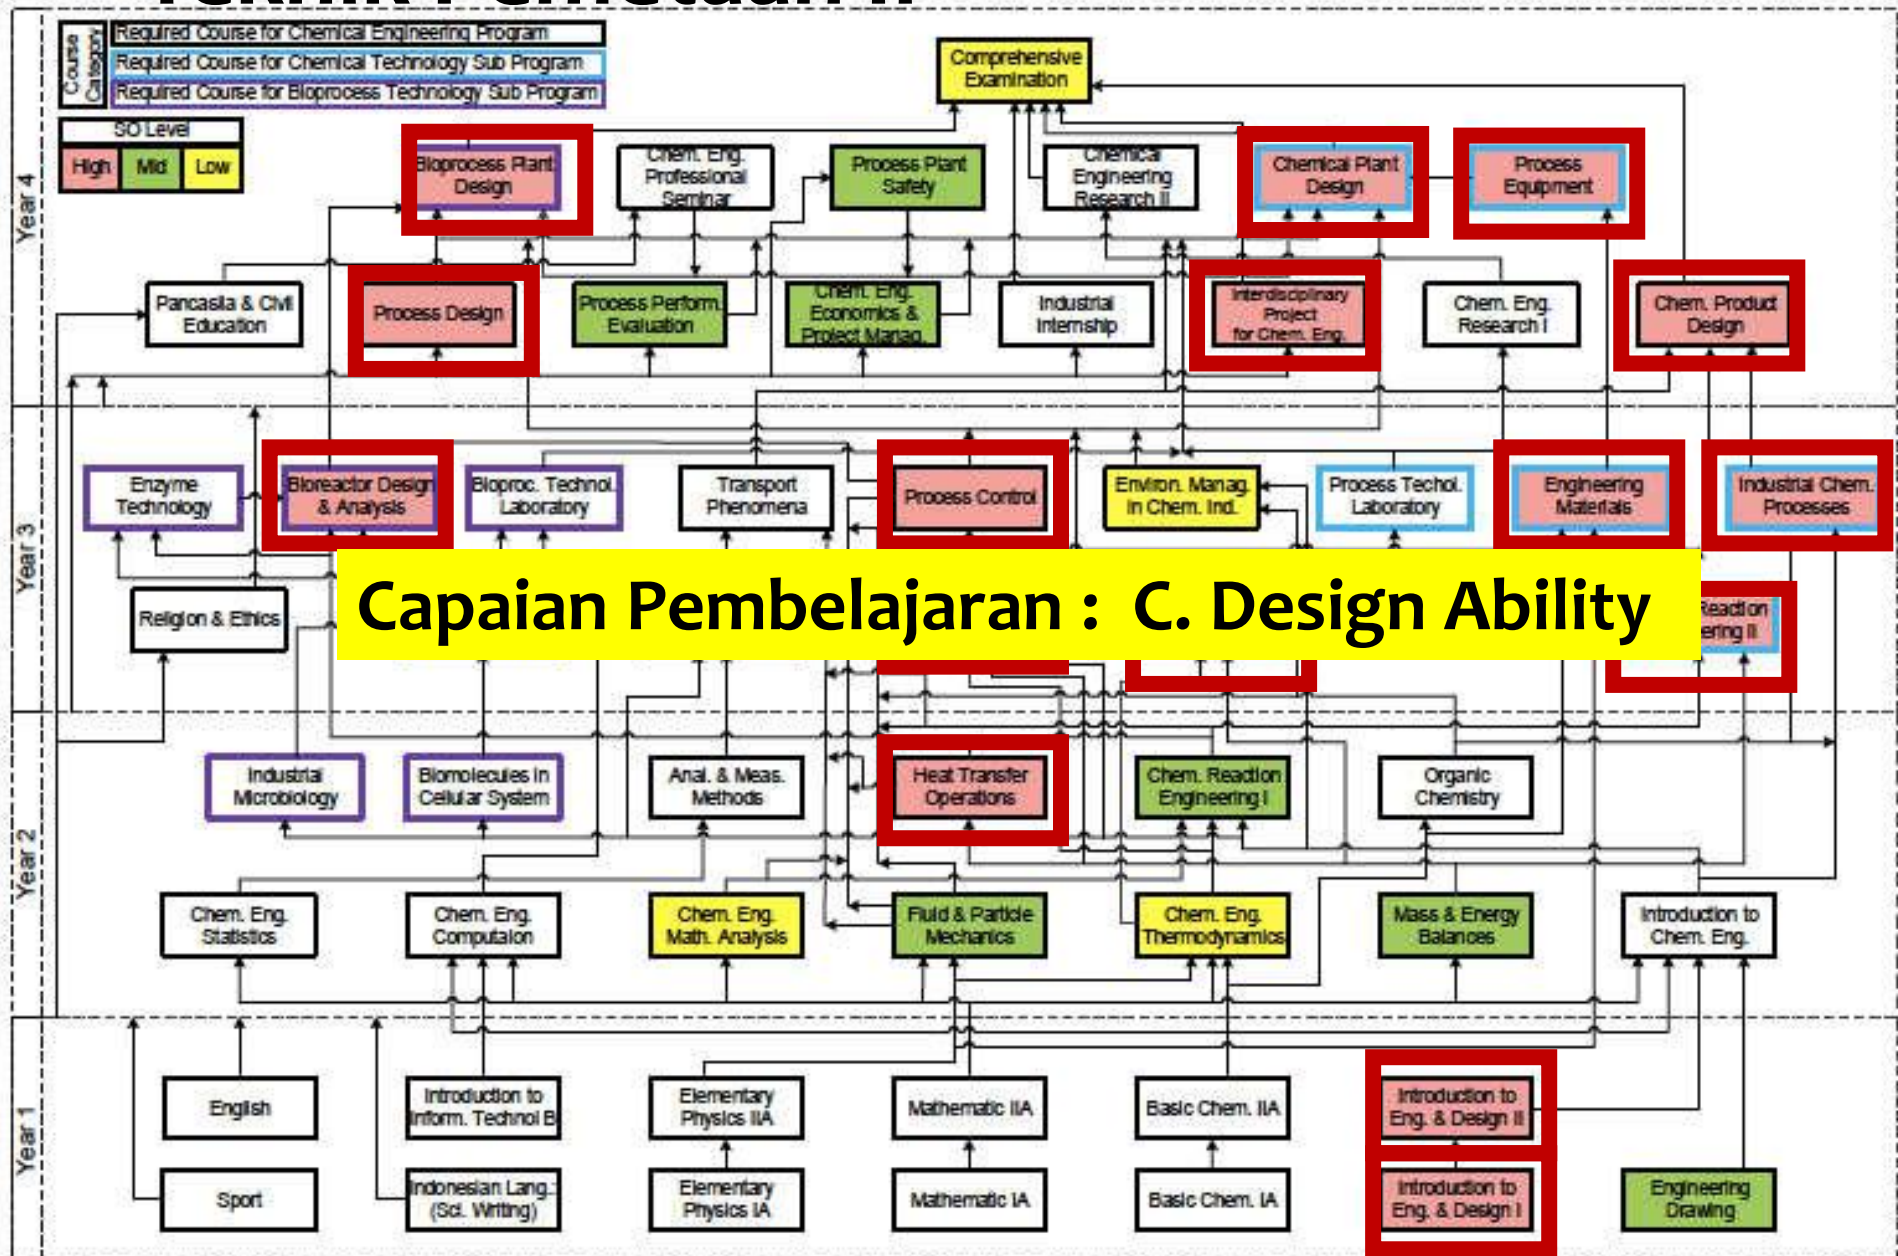 Teknik Pemetaan II
Course
Category
Required Course for Chemical Engineering Program
Required Course for Chemical Technology Sub Program
Required Course for Bioprocess Technology Sub Program
SO Level
High
Mid
Low
Year 4
Comprehensive
Examination
Bioprocess Plant
Design
Chem. Eng.
Professional
Seminar
Process Plant
Safety
Chemical
Engineering
Research II
Chemical Plant
Design
Process
Equipment
Pancasila & Civil
Education
Process Design
Process Perform.
Evaluation
Chem. Eng.
Economics &
Project Manag.
Industrial
Internship
Interdisciplinary
Project
for Chem. Eng.
Chem. Eng.
Research I
Chem. Product
Design
Year 3
Enzyme
Technology
Bioreactor Design
& Analysis
Bioproc. Technol.
Laboratory
Transport
Phenomena
Process Control
Environ. Manag.
in Chem. Ind.
Process Techol.
Laboratory
Engineering
Materials
Industrial Chem.
Processes
Religion & Ethics
Capaian Pembelajaran : C. Design Ability
Reaction
ering II
Year 2
Industrial
Microbiology
Biomolecules in
Cellular System
Anal. & Meas.
Methods
Heat Transfer
Operations
Chem. Reaction
Engineering I
Organic
Chemistry
Chem. Eng.
Statistics
Chem. Eng.
Computaion
Chem. Eng.
Math. Analysis
Fluid & Particle
Mechanics
Chem. Eng.
Thermodynamics
Mass & Energy
Balances
Introduction to
Chem. Eng.
Year 1
English
Introduction to
Inform. Technol B
Elementary
Physics IIA
Mathematic IIA
Basic Chem. IIA
Introduction to
Eng. & Design II
Sport
Indonesian Lang.:
(Sci. Writing)
Elementary
Physics IA
Mathematic IA
Basic Chem. IA
Introduction to
Eng. & Design I
Engineering
Drawing